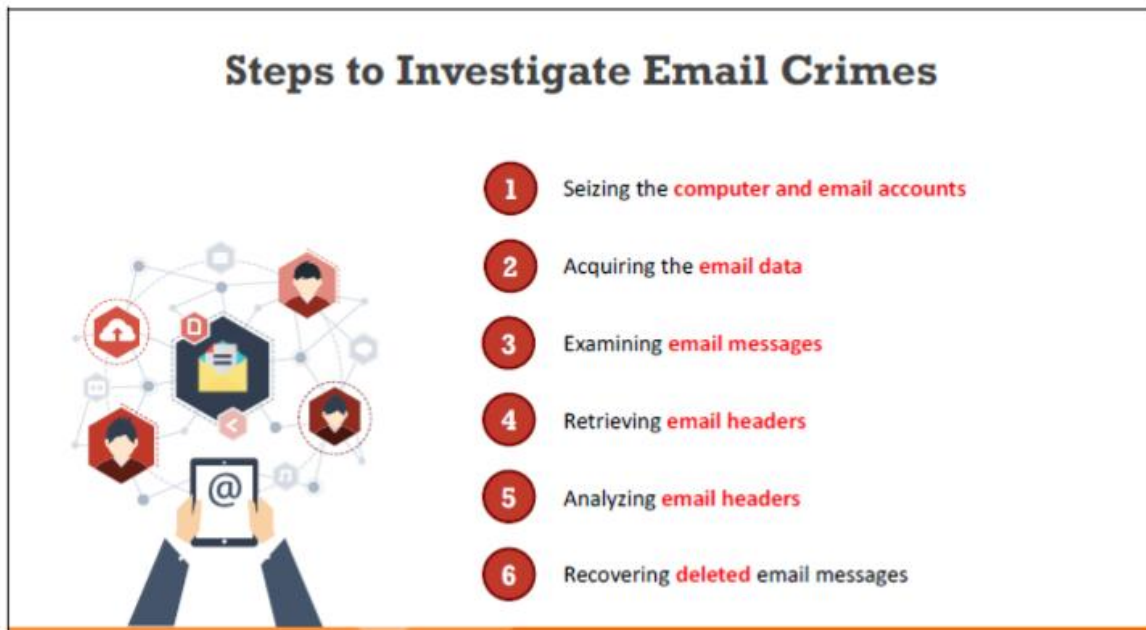 Steps to Investigate Email Crimes
1 Seizing the computer and email accounts
2 Acquiring the email data
3 Examining email messages
4 Retrieving email headers
5 Analyzing email headers
6 Recovering deleted email messages
@